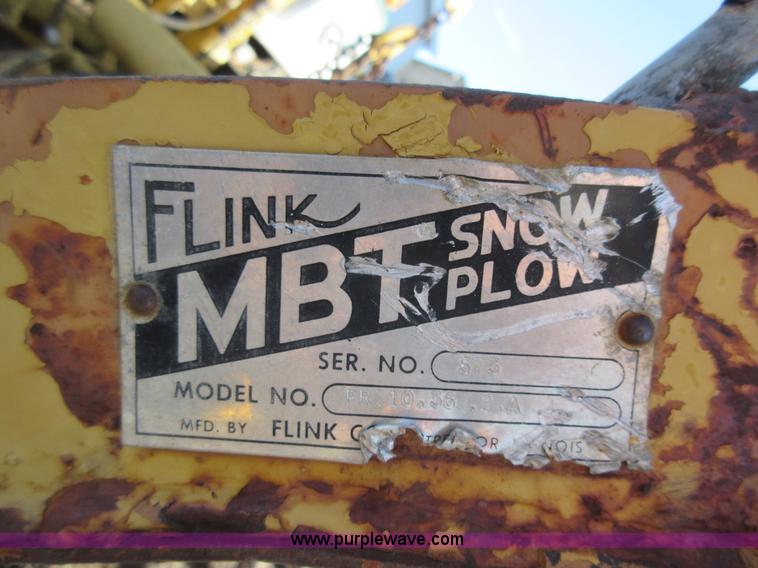 FLINK
MBT SNOW
PLOW
SER. NO.
MODEL NO.
MFD. BY FLINK
www.purplewave.com